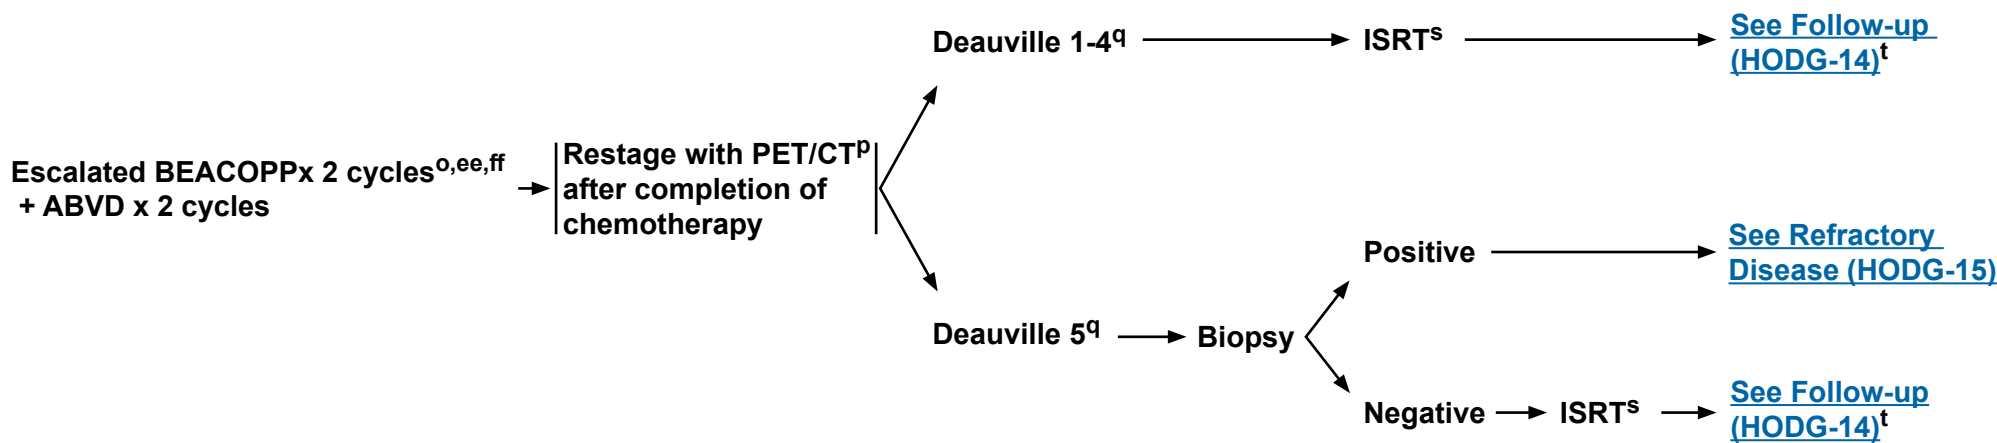 Escalated BEACOPPx 2 cycleso,ee,ff
+ ABVD x 2 cycles
Restage with PET/CTp
after completion of
chemotherapy
Deauville 1-4q
ISRTs
See Follow-up
(HODG-14)t
Deauville 5q
Biopsy
Positive
See Refractory
Disease (HODG-15)
Negative
ISRTs
See Follow-up
(HODG-14)t